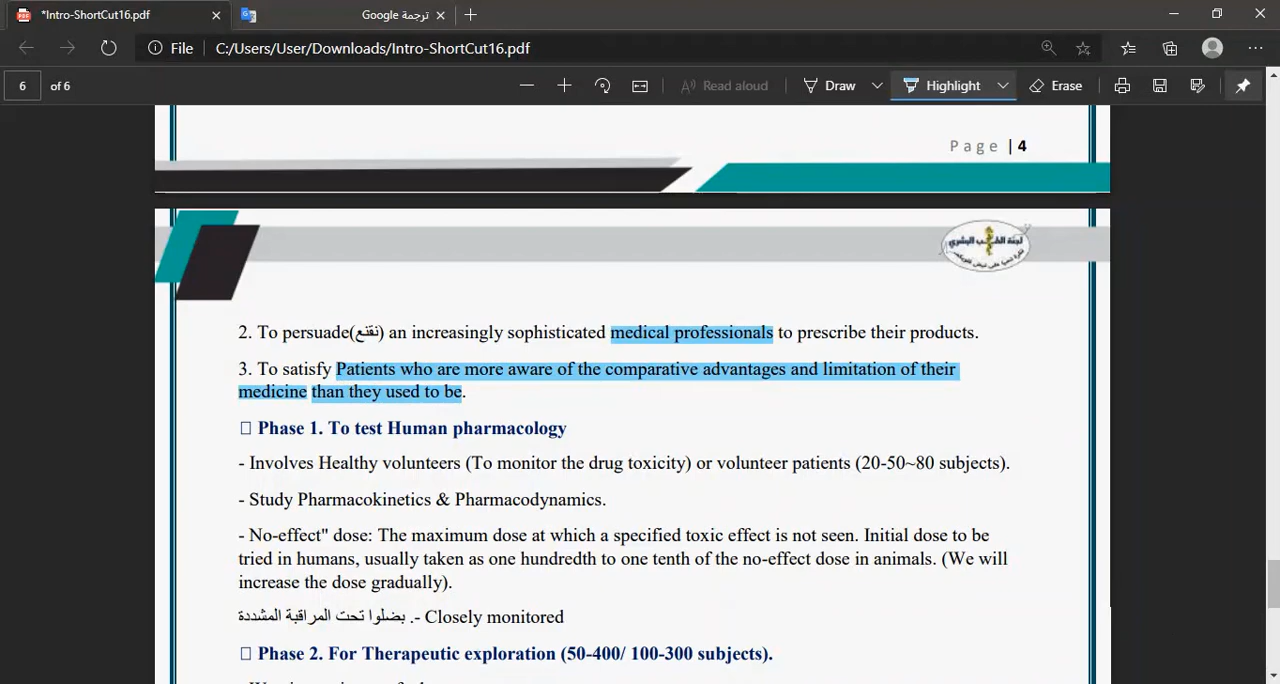 *Intro-ShortCut16.pdf
ترجمة Google
File
C:/Users/User/Downloads/Intro-ShortCut16.pdf
6 of 6
Read aloud
Draw
Highlight
Erase
Page | 4
لجنة الطب البشري
2. To persuade(نقنع) an increasingly sophisticated medical professionals to prescribe their products.
3. To satisfy Patients who are more aware of the comparative advantages and limitation of their
medicine than they used to be.
Phase 1. To test Human pharmacology
- Involves Healthy volunteers (To monitor the drug toxicity) or volunteer patients (20-50~80 subjects).
- Study Pharmacokinetics & Pharmacodynamics.
- No-effect" dose: The maximum dose at which a specified toxic effect is not seen. Initial dose to be
tried in humans, usually taken as one hundredth to one tenth of the no-effect dose in animals. (We will
increase the dose gradually).
بضلوا تحت المراقبة المشددة .- Closely monitored
Phase 2. For Therapeutic exploration (50-400/ 100-300 subjects).